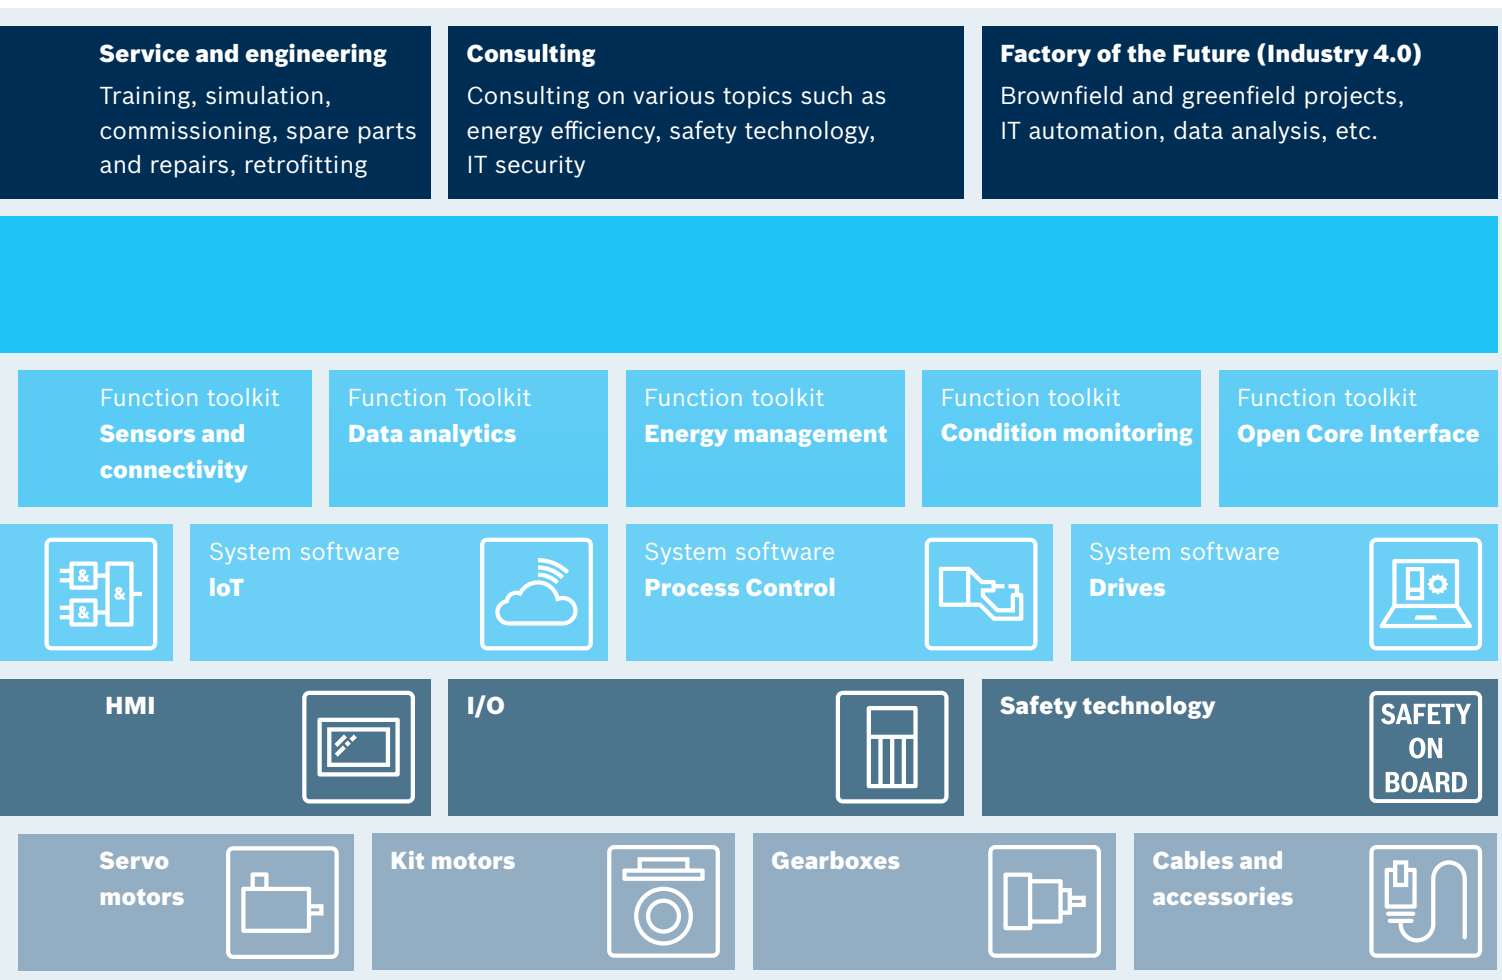 Service and engineering
Training, simulation,
commissioning, spare parts
and repairs, retrofitting
Consulting
Consulting on various topics such as
energy efficiency, safety technology,
IT security
Factory of the Future (Industry 4.0)
Brownfield and greenfield projects,
IT automation, data analysis, etc.
Function toolkit
Sensors and
connectivity
Function Toolkit
Data analytics
Function toolkit
Energy management
Function toolkit
Condition monitoring
Function toolkit
Open Core Interface
&
&
&
System software
IoT
System software
Process Control
System software
Drives
HMI
I/O
Safety technology
SAFETY
ON
BOARD
Servo
motors
Kit motors
Gearboxes
Cables and
accessories